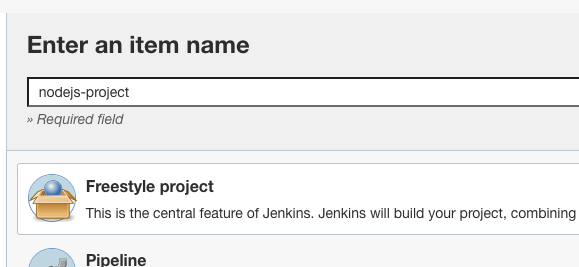 Enter an item name
nodejs-project
» Required field
Freestyle project
This is the central feature of Jenkins. Jenkins will build your project, combining
Pipeline